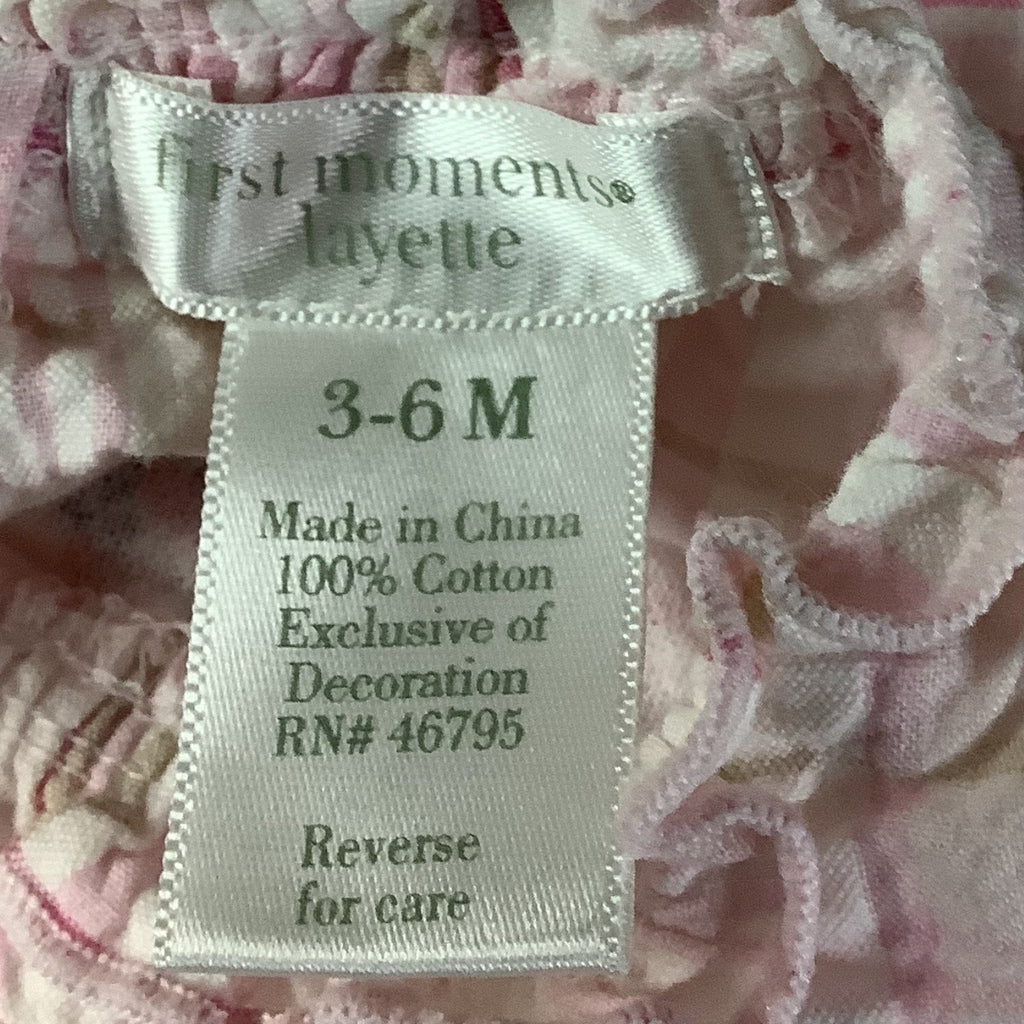 first moments®
layette
3-6 M
Made in China
100% Cotton
Exclusive of
Decoration
RN# 46795
Reverse
for care